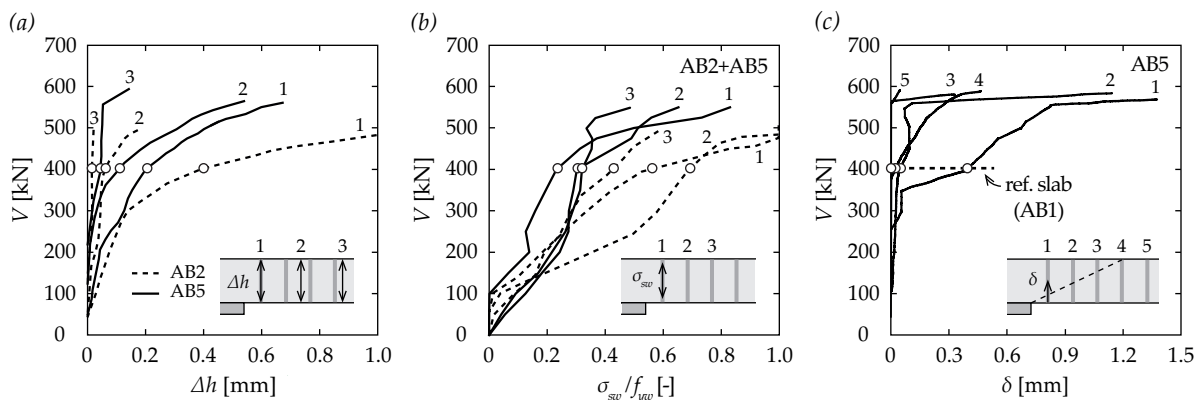 (a)
700
600
500
400
300
200
100
0
V [kN]
0
0.2
0.4
0.6
0.8
1.0
Δh [mm]
3
2
1
3
2
1
AB2
AB5
1 2 3
Δh
(b)
AB2+AB5
700
600
500
400
300
200
100
0
V [kN]
0
0.2
0.4
0.6
0.8
1.0
σsw/fyw [-]
3
2
1
3
2
1
1 2 3
σsw
(c)
AB5
700
600
500
400
300
200
100
0
V [kN]
0
0.3
0.6
0.9
1.2
1.5
δ [mm]
5
3
4
2
1
ref. slab
(AB1)
1 2 3 4 5
δ